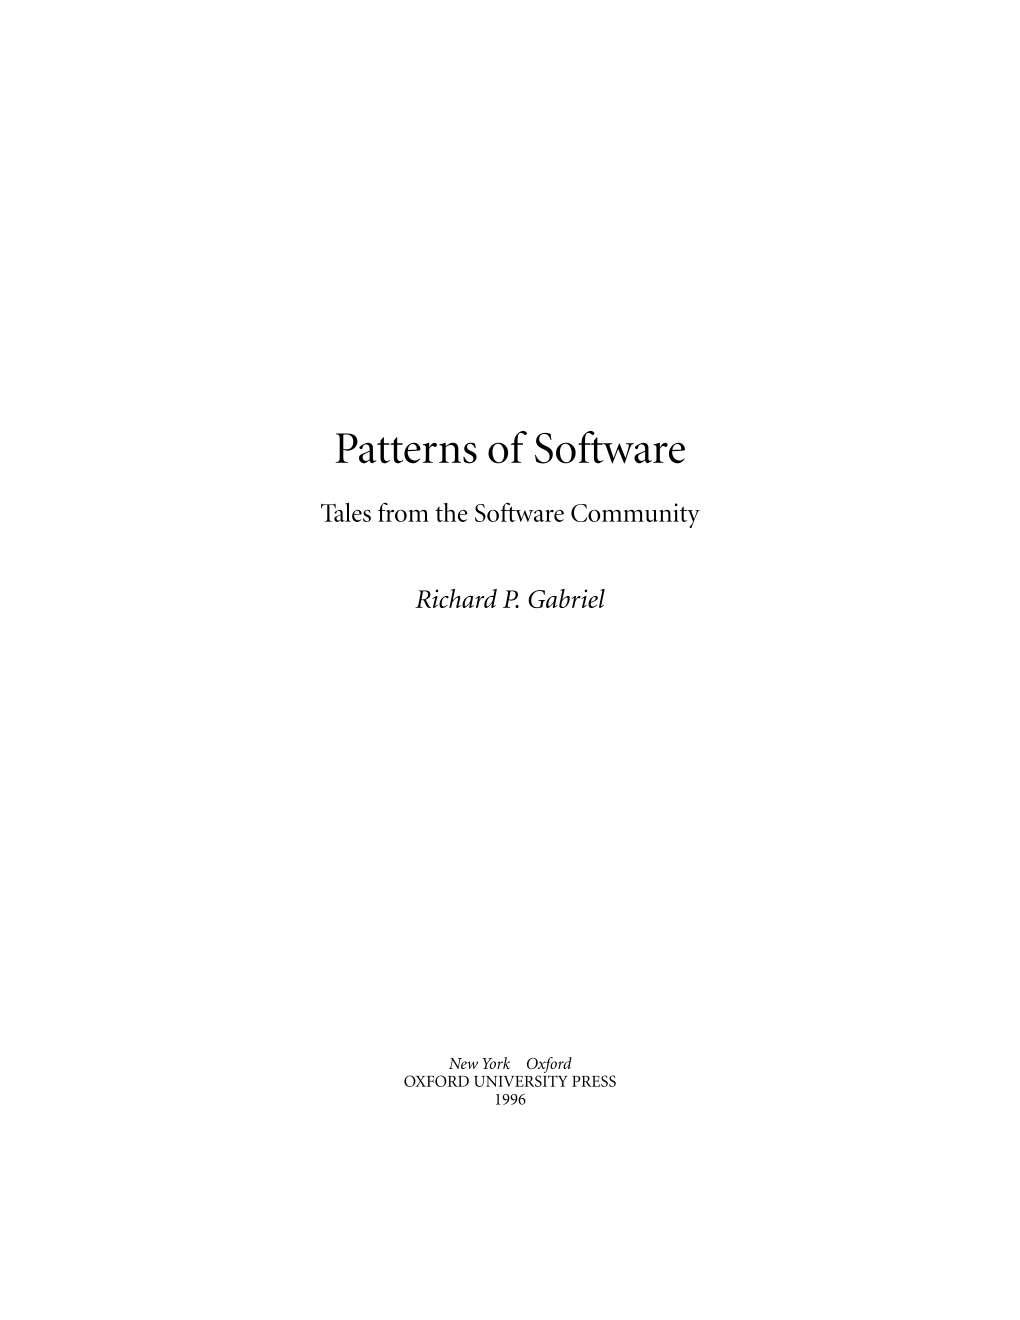 Patterns of Software
Tales from the Software Community
Richard P. Gabriel
New York Oxford
OXFORD UNIVERSITY PRESS
1996